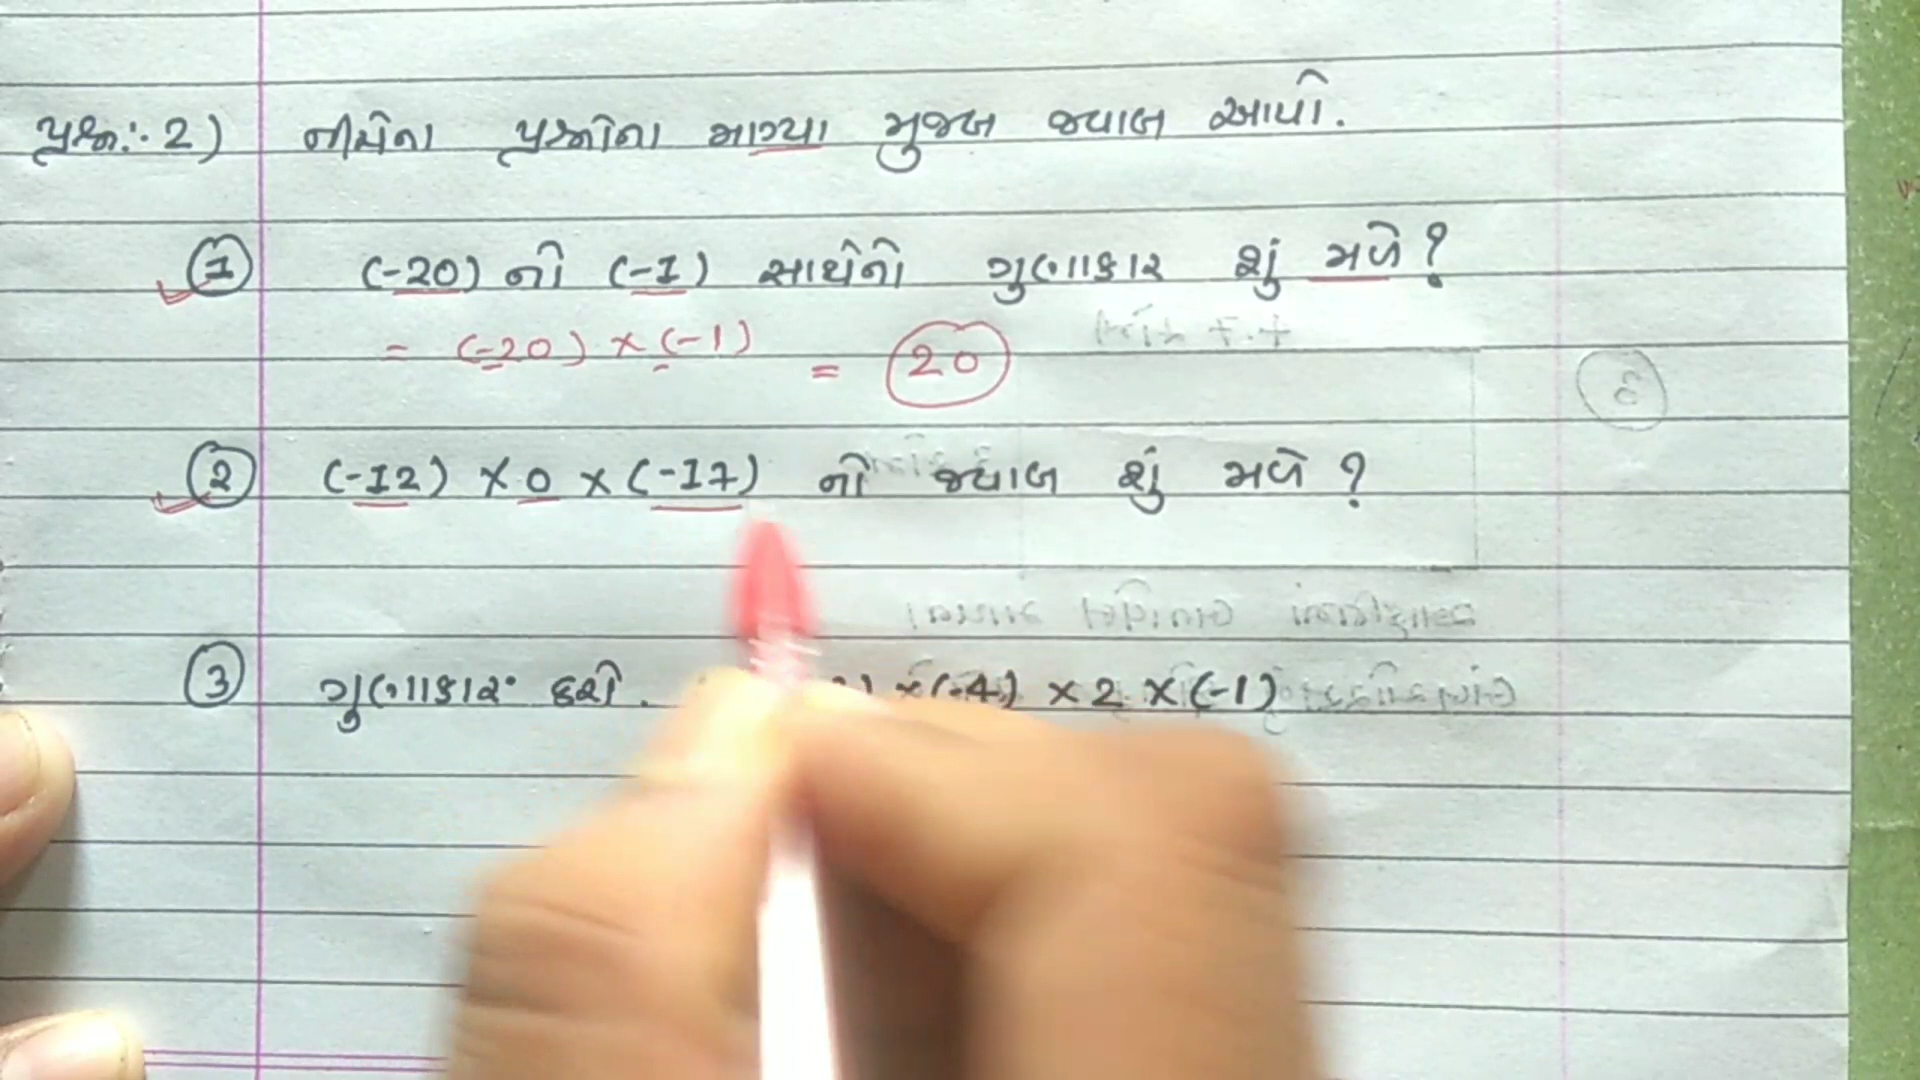 પ્રશ્ન:-2) નીચેના પ્રશ્નોના માગ્યા મુજબ જવાબ આપો.
1 (-20) નો (-1) સાથેનો ગુણાકાર શું મળે?
= (-20) × (-1) = 20
2 (-12) × 0 × (-17) નો જવાબ શું મળે ?
3 ગુણાકાર કરો. ×(-4) × 2 × (-1)